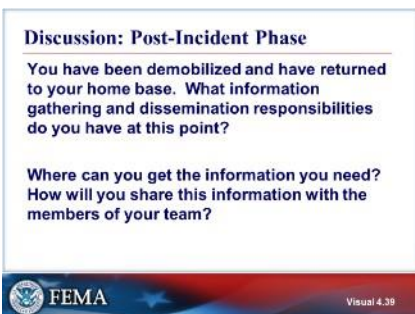 Discussion: Post-Incident Phase
You have been demobilized and have returned
to your home base. What information
gathering and dissemination responsibilities
do you have at this point?
Where can you get the information you need?
How will you share this information with the
members of your team?
FEMA
Visual 4.39